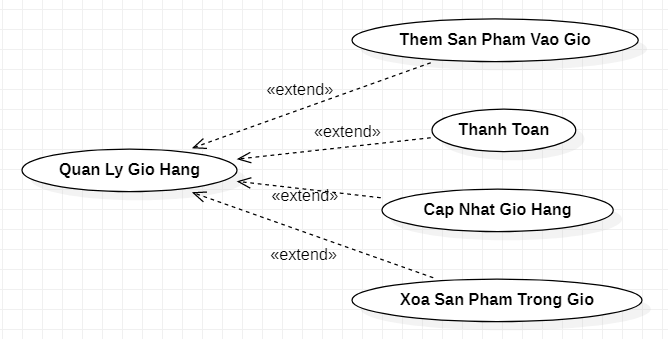 Them San Pham Vao Gio
«extend»
«extend»
Thanh Toan
Quan Ly Gio Hang
«extend»
Cap Nhat Gio Hang
«extend»
Xoa San Pham Trong Gio